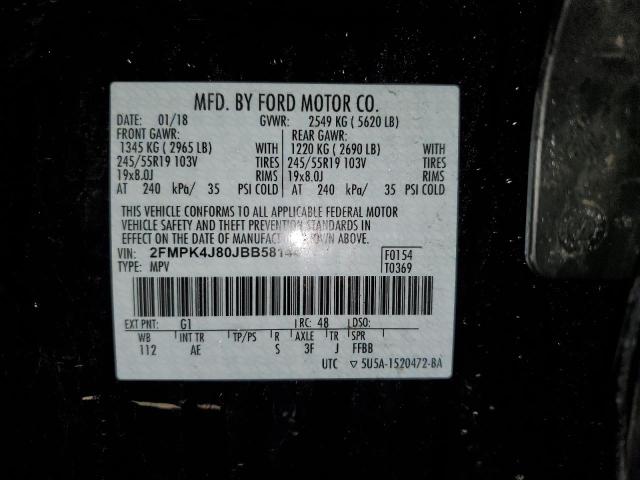 MFD. BY FORD MOTOR CO.
DATE: 01/18 GVWR: 2549 KG ( 5620 LB)
FRONT GAWR: REAR GAWR:
1345 KG ( 2965 LB) WITH 1220 KG ( 2690 LB) WITH
245/55R19 103V TIRES 245/55R19 103V TIRES
19x8.0J RIMS 19x8.0J RIMS
AT 240 kPa/ 35 PSI COLD AT 240 kPa/ 35 PSI COLD
THIS VEHICLE CONFORMS TO ALL APPLICABLE FEDERAL MOTOR
VEHICLE SAFETY AND THEFT PREVENTION STANDARDS IN
EFFECT ON THE DATE OF MANUFACTURE SHOWN ABOVE.
VIN: F0154
TYPE: MPV T0369
EXT PNT: G1 RC: 48 DSO:
WB INT TR TP/PS R AXLE TR SPR
112 AE S 3F J FFBB
UTC ▽ 5U5A-1520472-BA